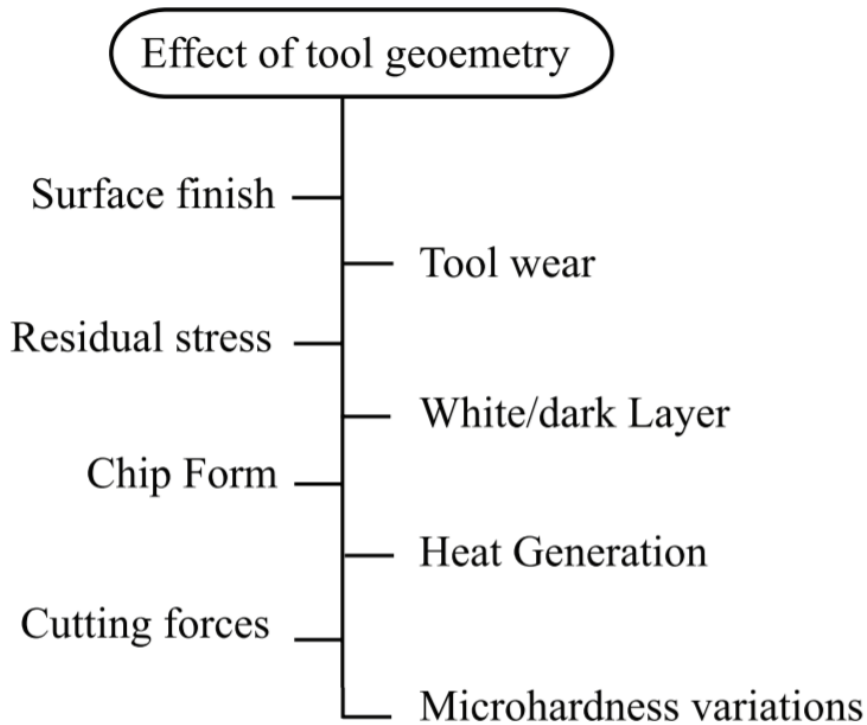 Effect of tool geoemetry
Surface finish
Tool wear
Residual stress
White/dark Layer
Chip Form
Heat Generation
Cutting forces
Microhardness variations